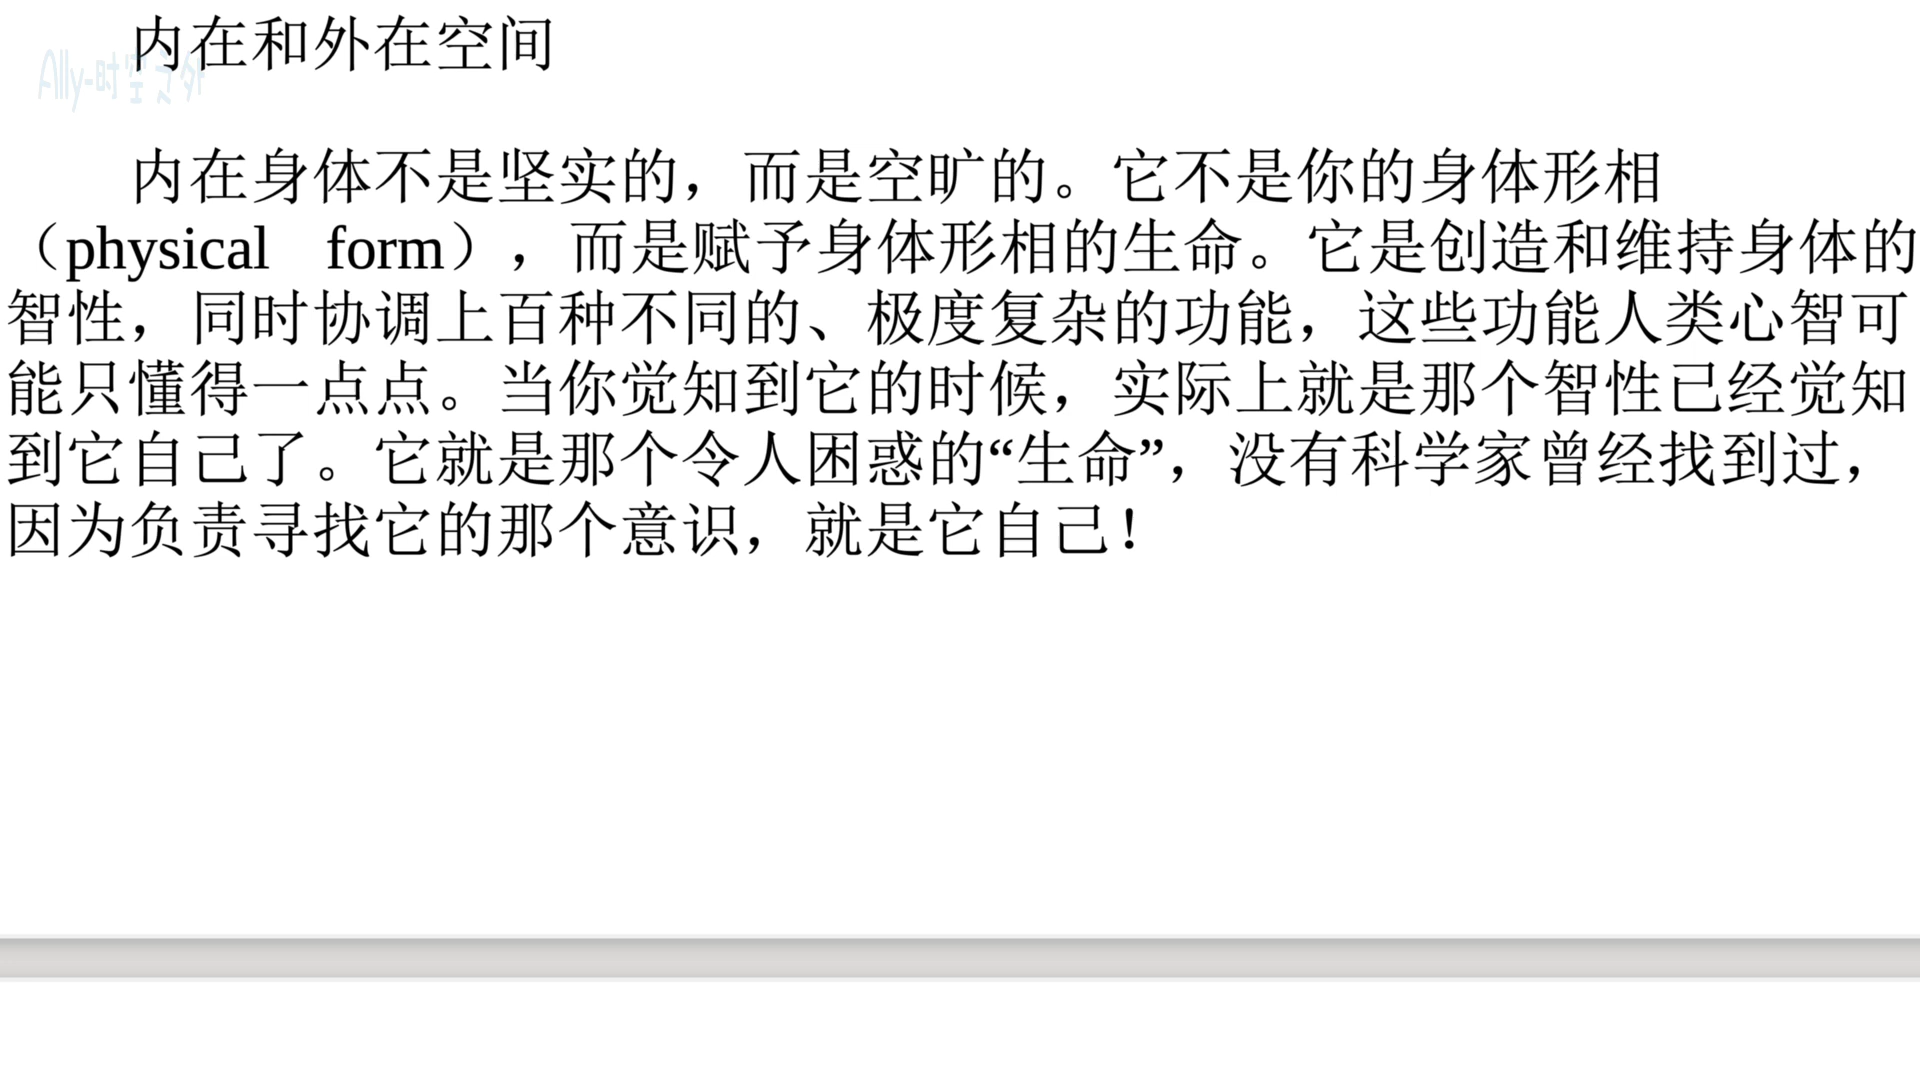 内在和外在空间
Ally-时空之外
内在身体不是坚实的，而是空旷的。它不是你的身体形相
（physical form），而是赋予身体形相的生命。它是创造和维持身体的
智性，同时协调上百种不同的、极度复杂的功能，这些功能人类心智可
能只懂得一点点。当你觉知到它的时候，实际上就是那个智性已经觉知
到它自己了。它就是那个令人困惑的“生命”，没有科学家曾经找到过，
因为负责寻找它的那个意识，就是它自己！